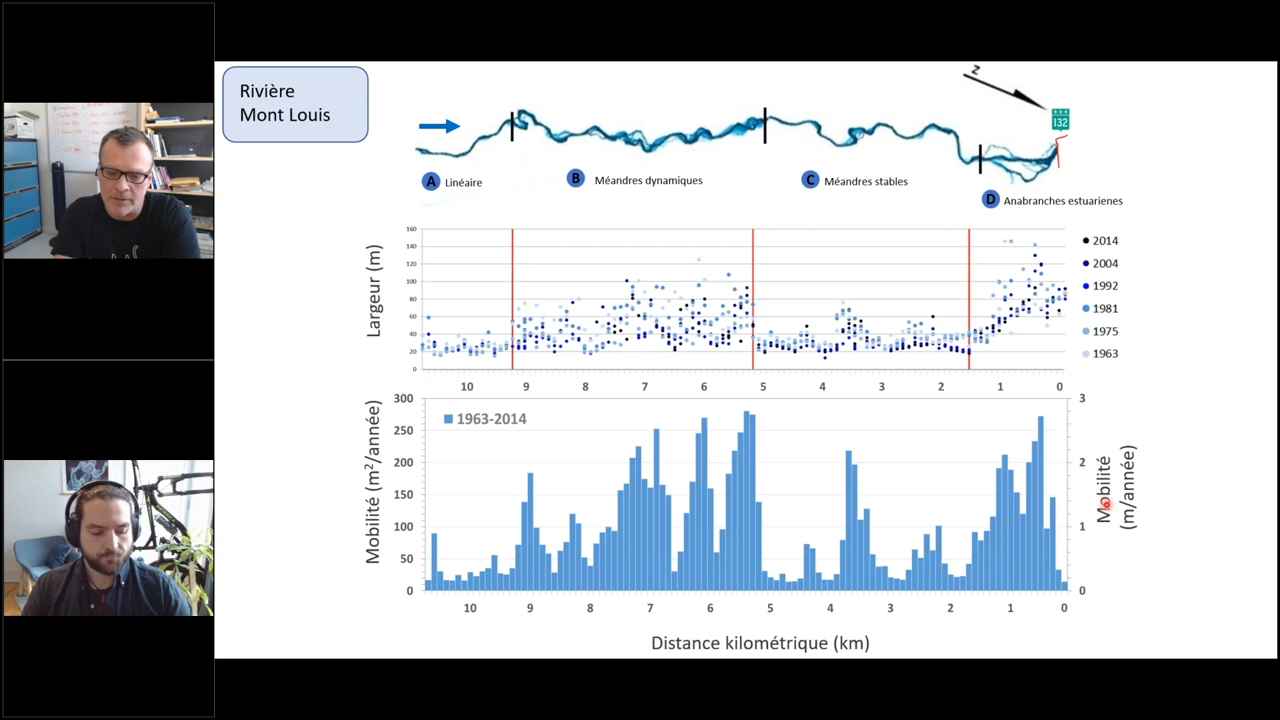 Rivière
Mont Louis
N
132
A Linéaire
B Méandres dynamiques
C Méandres stables
D Anabranches estuarienes
Largeur (m)
160
140
120
100
80
60
40
20
0
10 9 8 7 6 5 4 3 2 1 0
2014
2004
1992
1981
1975
1963
Mobilité (m²/année)
300
250
200
150
100
50
0
1963-2014
3
2
1
0
Mobilité
(m/année)
10 9 8 7 6 5 4 3 2 1 0
Distance kilométrique (km)